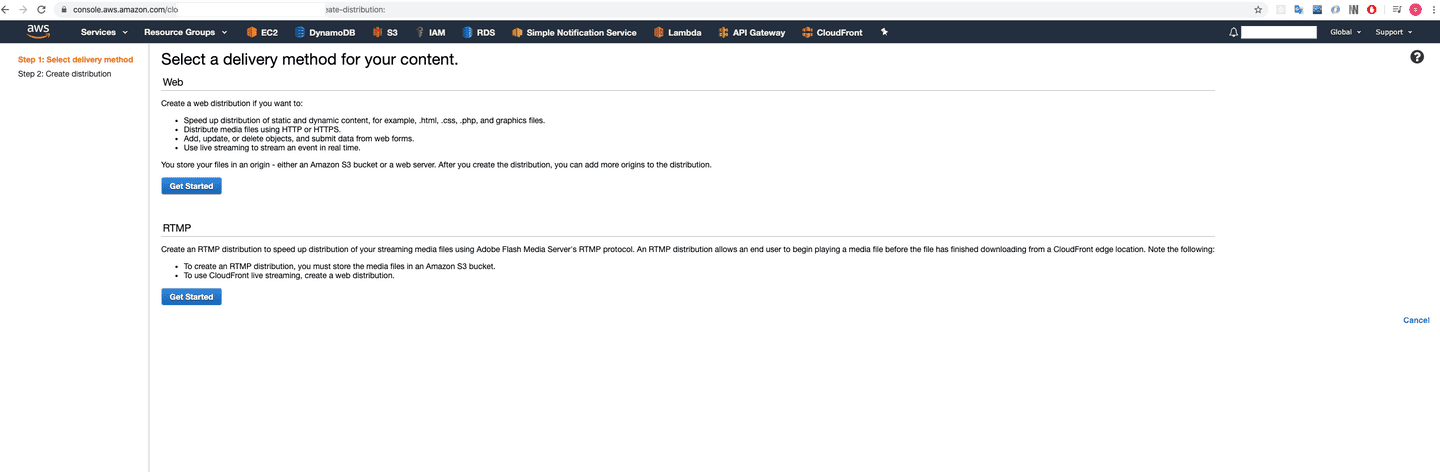 console.aws.amazon.com/clo eate-distribution:
aws Services Resource Groups EC2 DynamoDB S3 IAM RDS Simple Notification Service Lambda API Gateway CloudFront Global Support
Step 1: Select delivery method
Step 2: Create distribution
Select a delivery method for your content.
?
Web
Create a web distribution if you want to:
• Speed up distribution of static and dynamic content, for example, .html, .css, .php, and graphics files.
• Distribute media files using HTTP or HTTPS.
• Add, update, or delete objects, and submit data from web forms.
• Use live streaming to stream an event in real time.
You store your files in an origin - either an Amazon S3 bucket or a web server. After you create the distribution, you can add more origins to the distribution.
Get Started
RTMP
Create an RTMP distribution to speed up distribution of your streaming media files using Adobe Flash Media Server's RTMP protocol. An RTMP distribution allows an end user to begin playing a media file before the file has finished downloading from a CloudFront edge location. Note the following:
• To create an RTMP distribution, you must store the media files in an Amazon S3 bucket.
• To use CloudFront live streaming, create a web distribution.
Get Started
Cancel